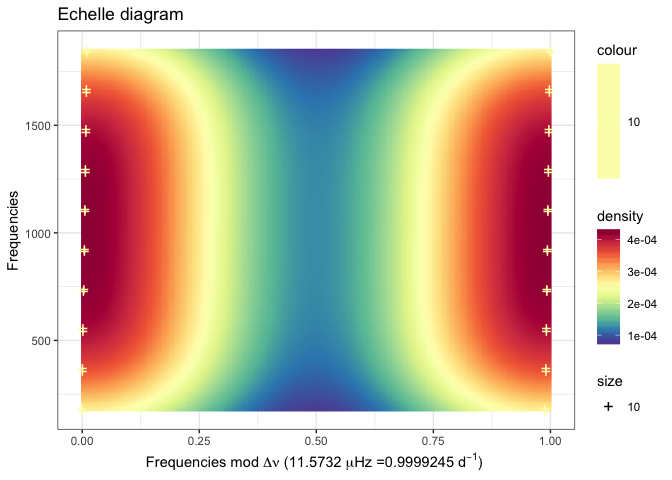 Echelle diagram
Frequencies
1500
1000
500
0.00 0.25 0.50 0.75 1.00
Frequencies mod Δν (11.5732 μHz =0.9999245 d⁻¹)
colour
10
density
4e-04
3e-04
2e-04
1e-04
size
10